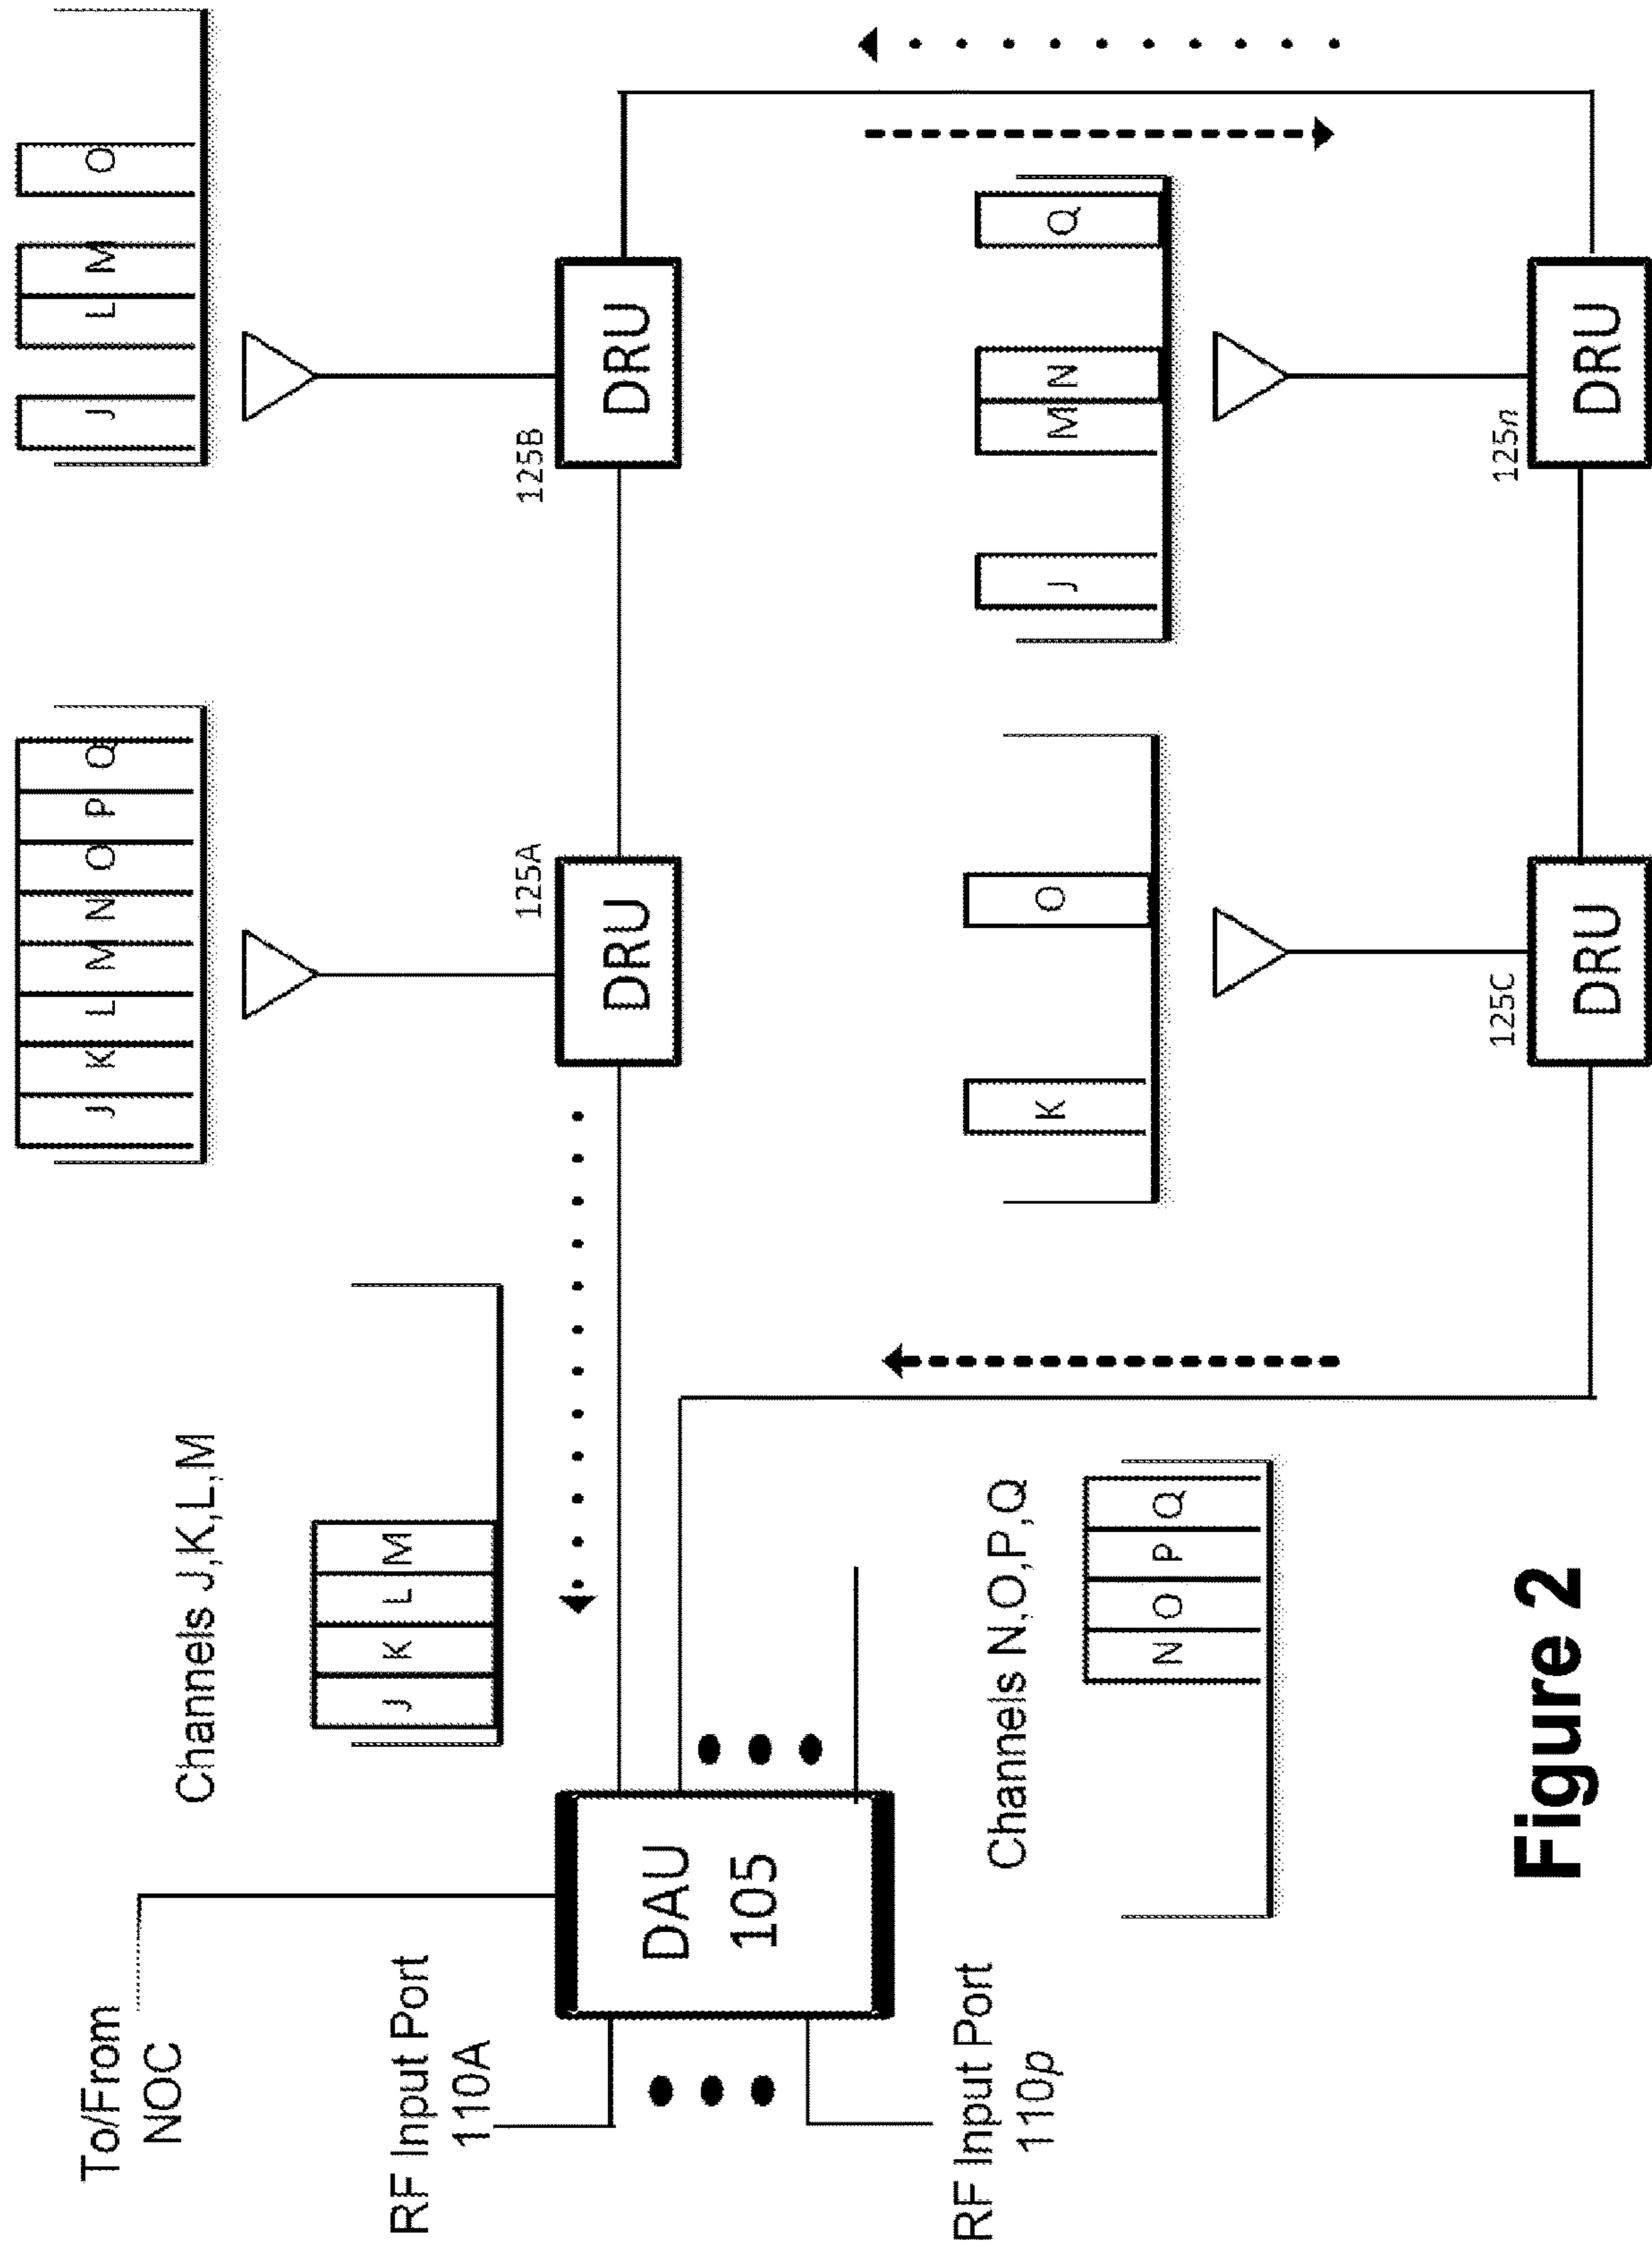 To/From
NOC
RF Input Port
110A
RF Input Port
110p
DAU
105
Channels J,K,L,M
J K L M
Channels N,O,P,Q
N O P Q
J K L M N O P Q
125A
DRU
J L M O
125B
DRU
K O
125C
DRU
J M N Q
125n
DRU
Figure 2